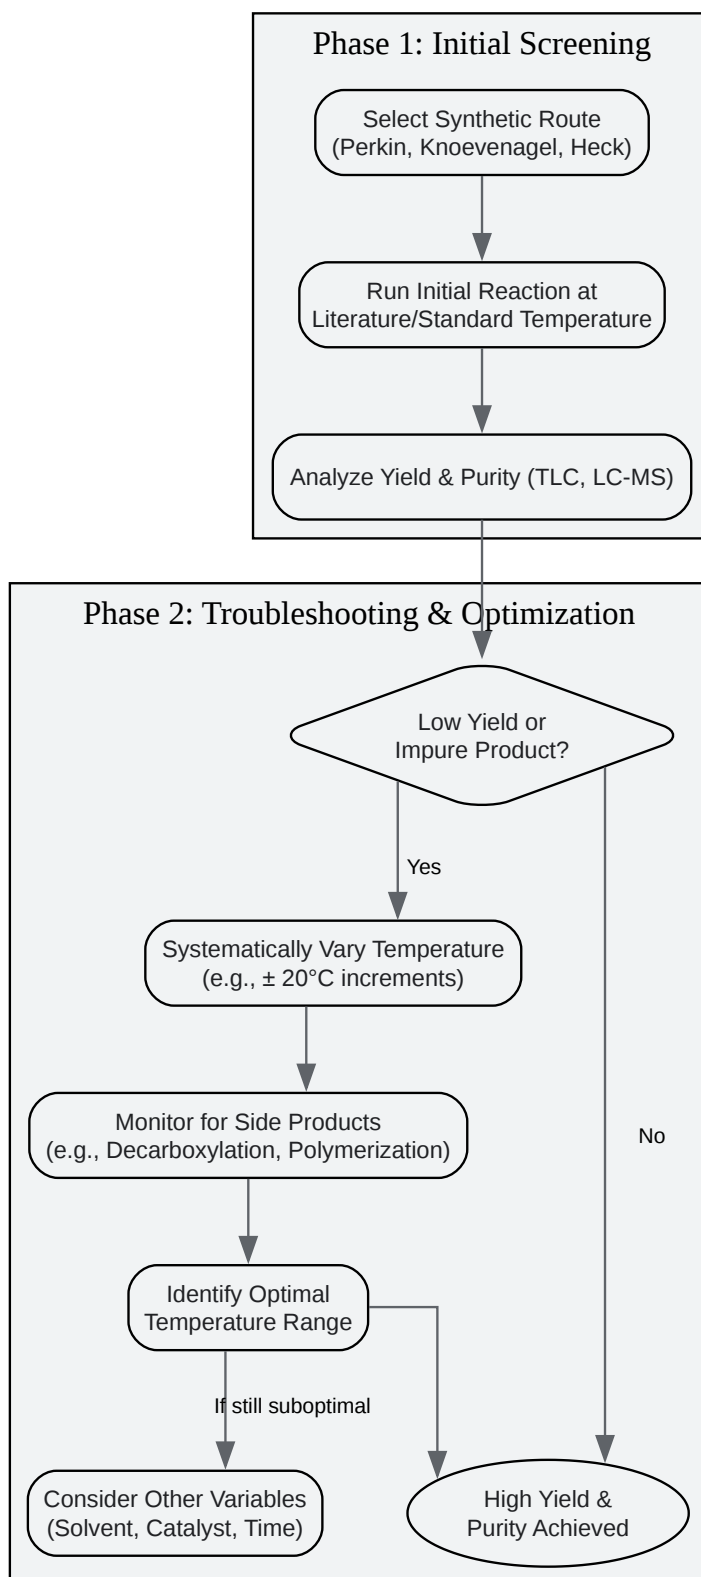 Phase 1: Initial Screening
Select Synthetic Route
(Perkin, Knoevenagel, Heck)
Run Initial Reaction at
Literature/Standard Temperature
Analyze Yield & Purity (TLC, LC-MS)
Phase 2: Troubleshooting & Optimization
Low Yield or
Impure Product?
Yes
Systematically Vary Temperature
(e.g., ± 20°C increments)
Monitor for Side Products
(e.g., Decarboxylation, Polymerization)
No
Identify Optimal
Temperature Range
If still suboptimal
Consider Other Variables
(Solvent, Catalyst, Time)
High Yield &
Purity Achieved